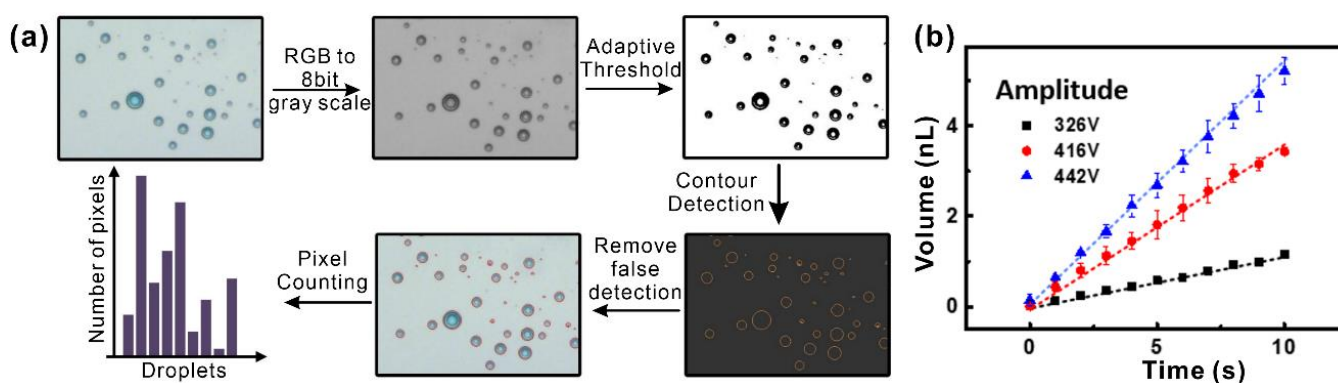 (a)
RGB to
8bit
gray scale
Adaptive
Threshold
Contour
Detection
Remove
false
detection
Pixel
Counting
Number of pixels
Droplets
(b)
Amplitude
326V
416V
442V
Volume (nL)
4
2
0
0
5
10
Time (s)